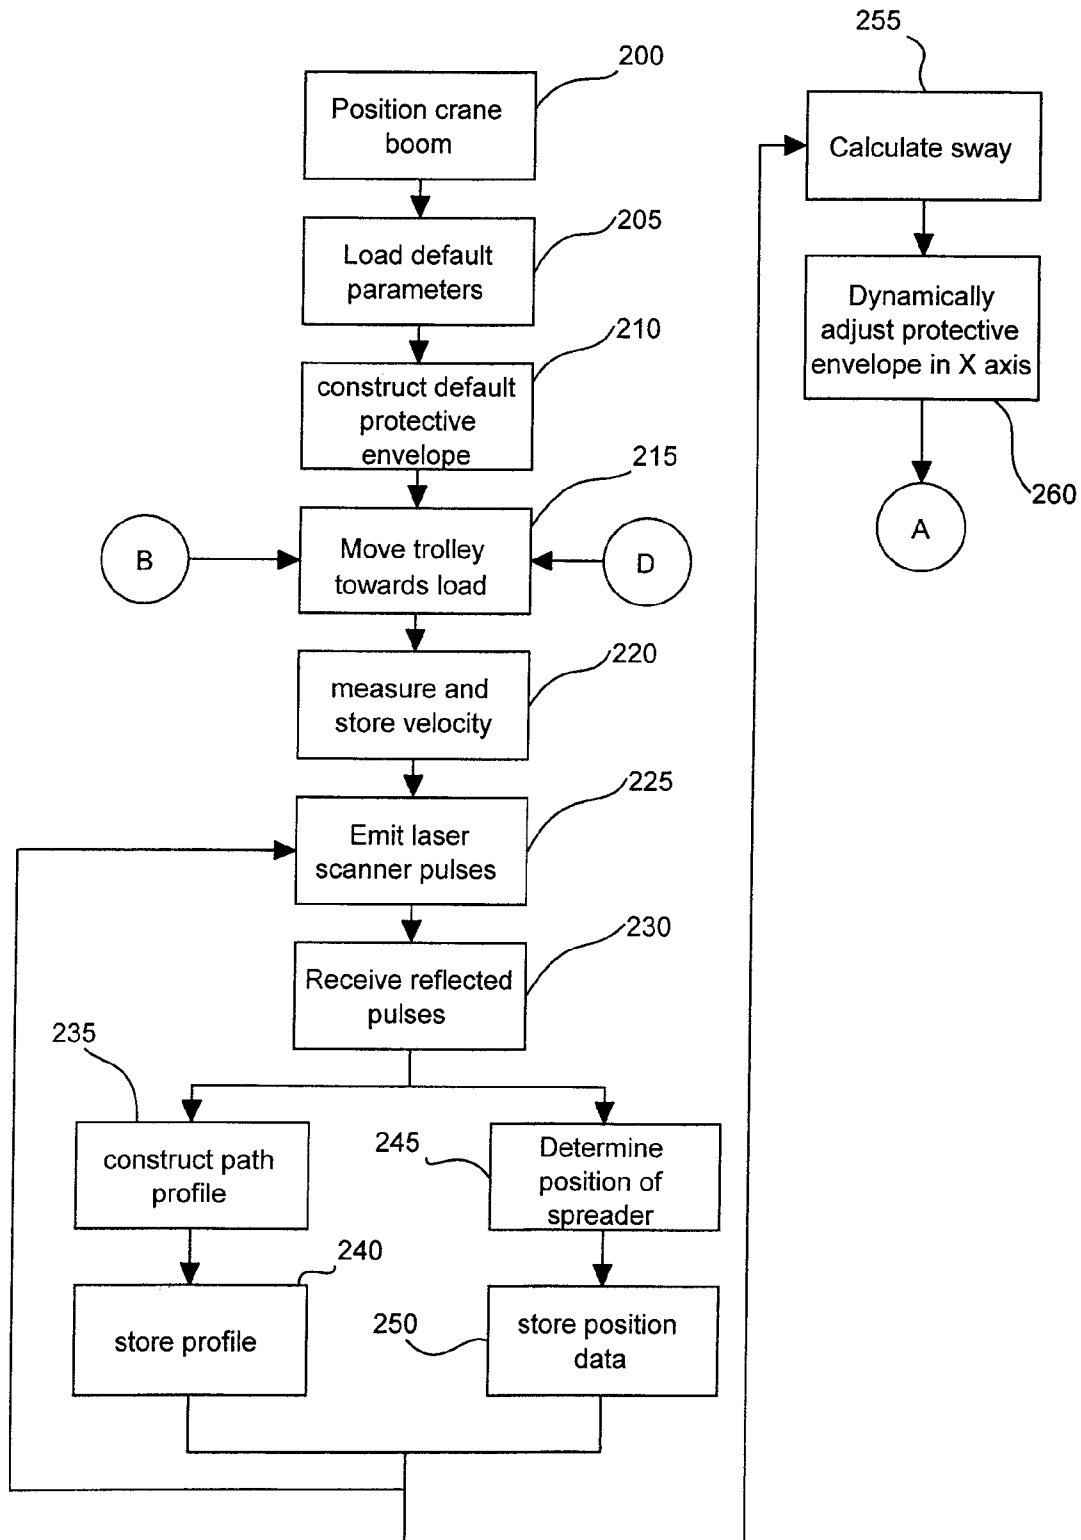 200
Position crane
boom
205
Load default
parameters
210
construct default
protective
envelope
215
B
Move trolley
towards load
D
220
measure and
store velocity
225
Emit laser
scanner pulses
230
Receive reflected
pulses
235
construct path
profile
240
store profile
245
Determine
position of
spreader
250
store position
data
255
Calculate sway
Dynamically
adjust protective
envelope in X axis
260
A